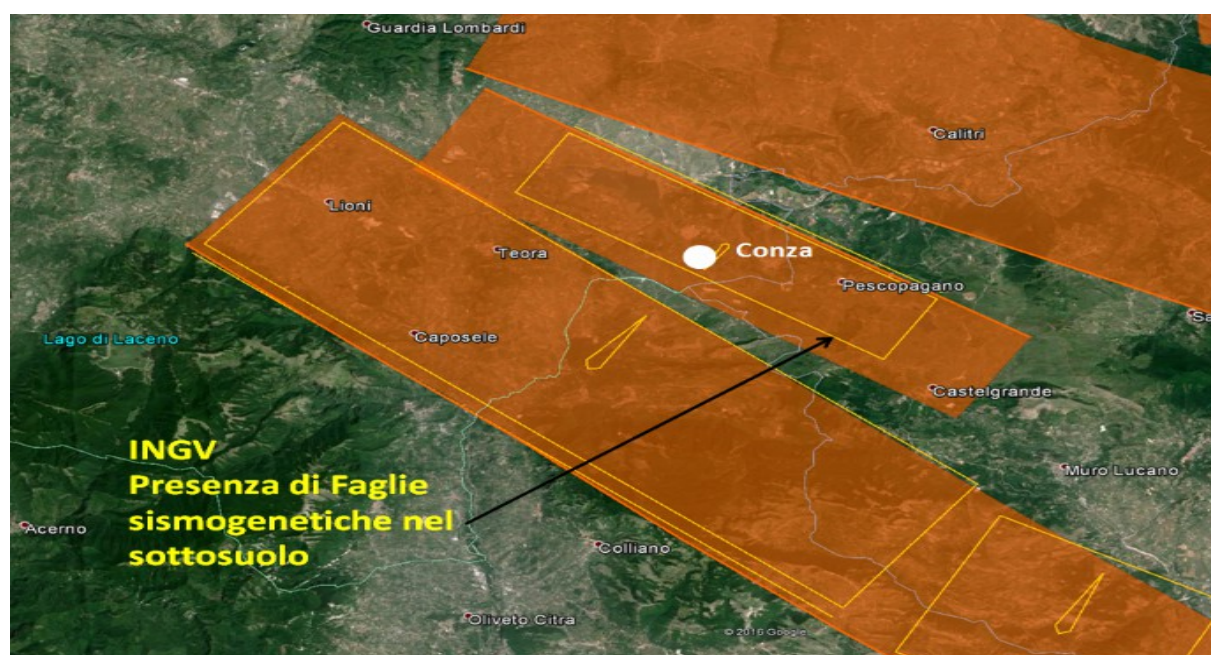 Guardia Lombardi
Calitri
Lioni
Teora
Conza
Pescopagano
Sa
Lago di Laceno
Caposele
Castelgrande
INGV
Presenza di Faglie
sismogenetiche nel
sottosuolo
Muro Lucano
Acerno
Colliano
Oliveto Citra
© 2016 Google